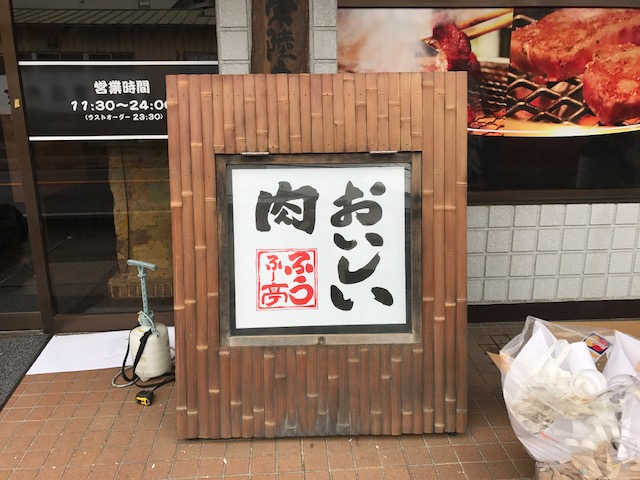 営業時間
11:30～24:00
(ラストオーダー 23:30)
おいしい
肉
ふう
ふー亭